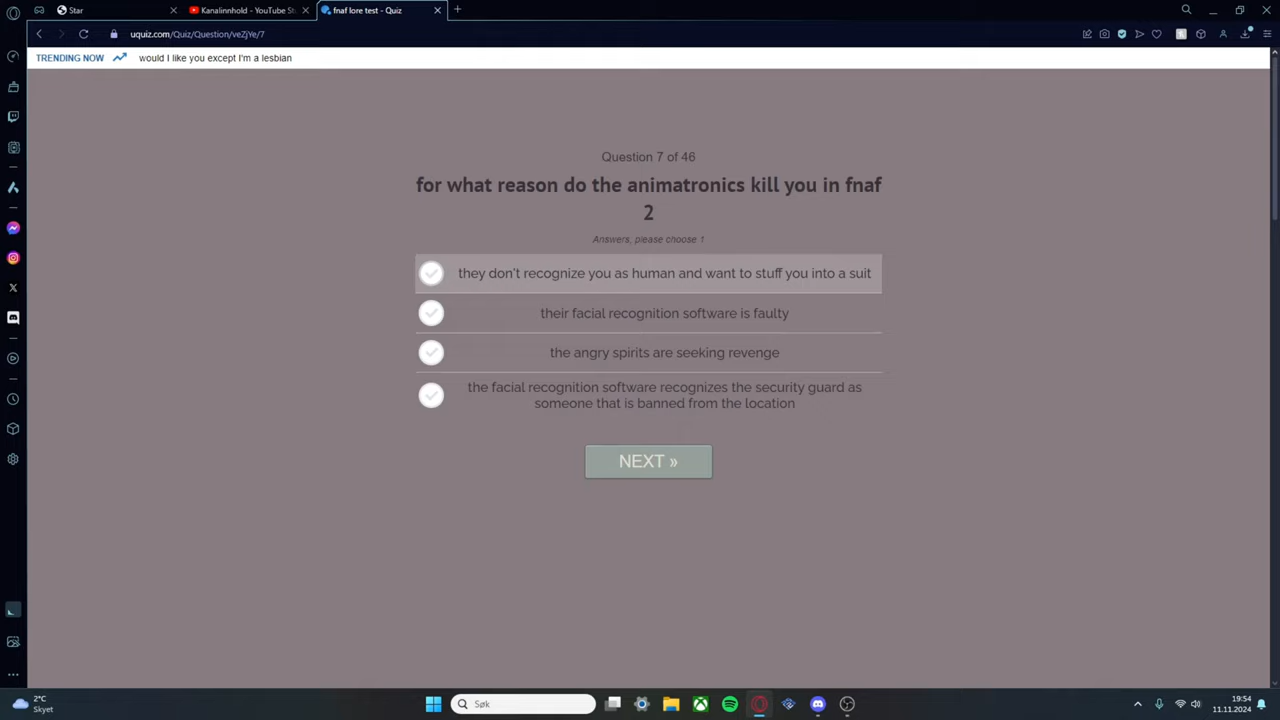 Star
Kanalinnhold - YouTube St
fnaf lore test - Quiz
uquiz.com/Quiz/Question/veZjYe/7
TRENDING NOW would I like you except I'm a lesbian
Question 7 of 46
for what reason do the animatronics kill you in fnaf
2
Answers, please choose 1
they don't recognize you as human and want to stuff you into a suit
their facial recognition software is faulty
the angry spirits are seeking revenge
the facial recognition software recognizes the security guard as
someone that is banned from the location
NEXT »
2°C
Skyet
Søk
19:54
11.11.2024